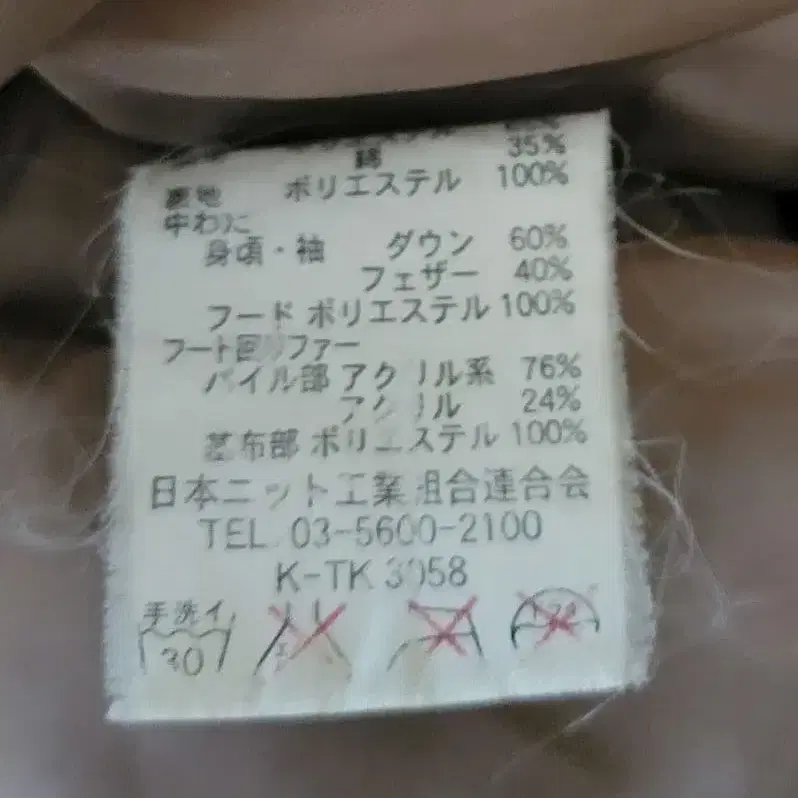 綿 35%
裏地 ポリエステル 100%
中わた
身頃・袖 ダウン 60%
フェザー 40%
フード ポリエステル 100%
フード回りファー
パイル部 アクリル系 76%
アクリル 24%
基布部 ポリエステル 100%
日本ニット工業組合連合会
TEL 03-5600-2100
K-TK 3058
手洗イ
30